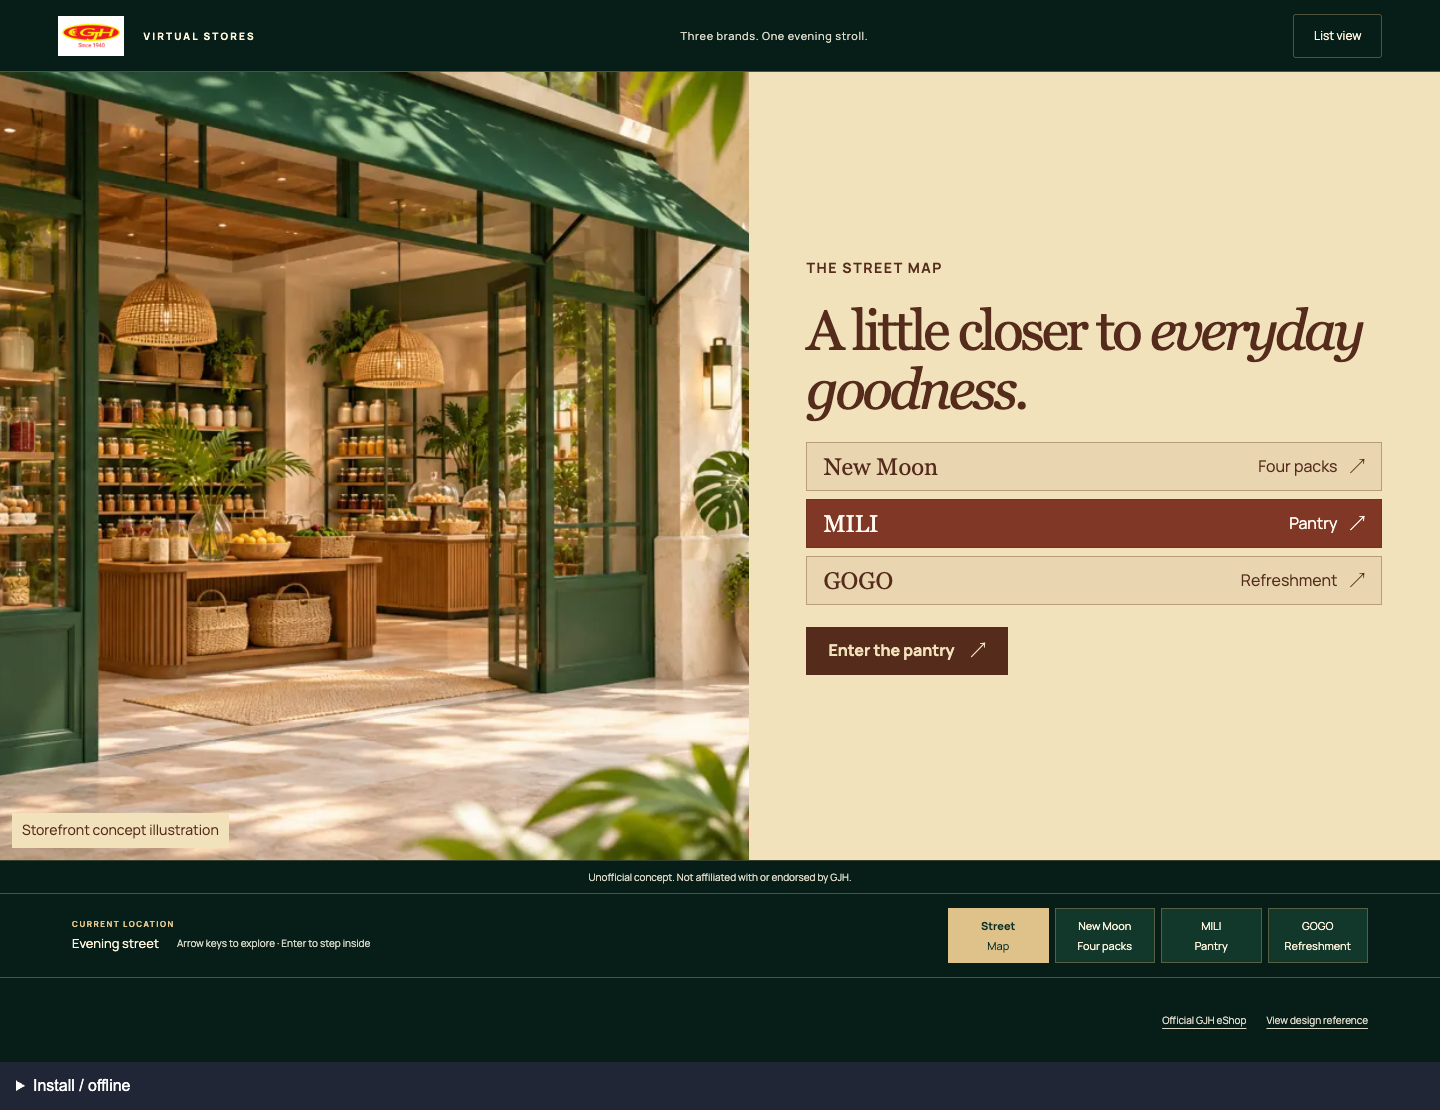 GJH
Since 1940
VIRTUAL STORES
Three brands. One evening stroll.
List view
THE STREET MAP
A little closer to everyday
goodness.
New Moon
Four packs ↗
MILI
Pantry ↗
GOGO
Refreshment ↗
Enter the pantry ↗
Storefront concept illustration
Unofficial concept. Not affiliated with or endorsed by GJH.
CURRENT LOCATION
Evening street
Arrow keys to explore · Enter to step inside
Street
Map
New Moon
Four packs
MILI
Pantry
GOGO
Refreshment
Official GJH eShop
View design reference
Install / offline